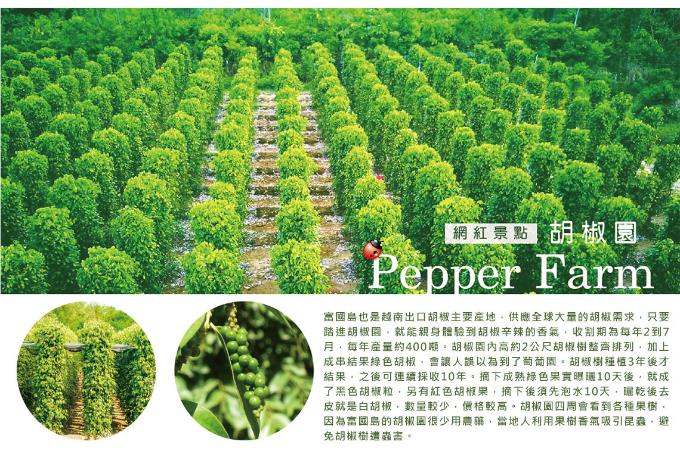 網紅景點 胡椒園
Pepper Farm
富國島也是越南出口胡椒主要產地，供應全球大量的胡椒需求，只要
踏進胡椒園，就能親身體驗到胡椒辛辣的香氣，收割期為每年2到7
月，每年產量約400噸。胡椒園內高約2公尺胡椒樹整齊排列，加上
成串結果綠色胡椒，會讓人誤以為到了葡萄園。胡椒樹種植3年後才
結果，之後可連續採收10年。摘下成熟綠色果實曝曬10天後，就成
了黑色胡椒粒，另有紅色胡椒果，摘下後須先泡水10天，曬乾後去
皮就是白胡椒，數量較少，價格較高。胡椒園四周會看到各種果樹，
因為富國島的胡椒園很少用農藥，當地人利用果樹香氣吸引昆蟲，避
免胡椒樹遭蟲害。